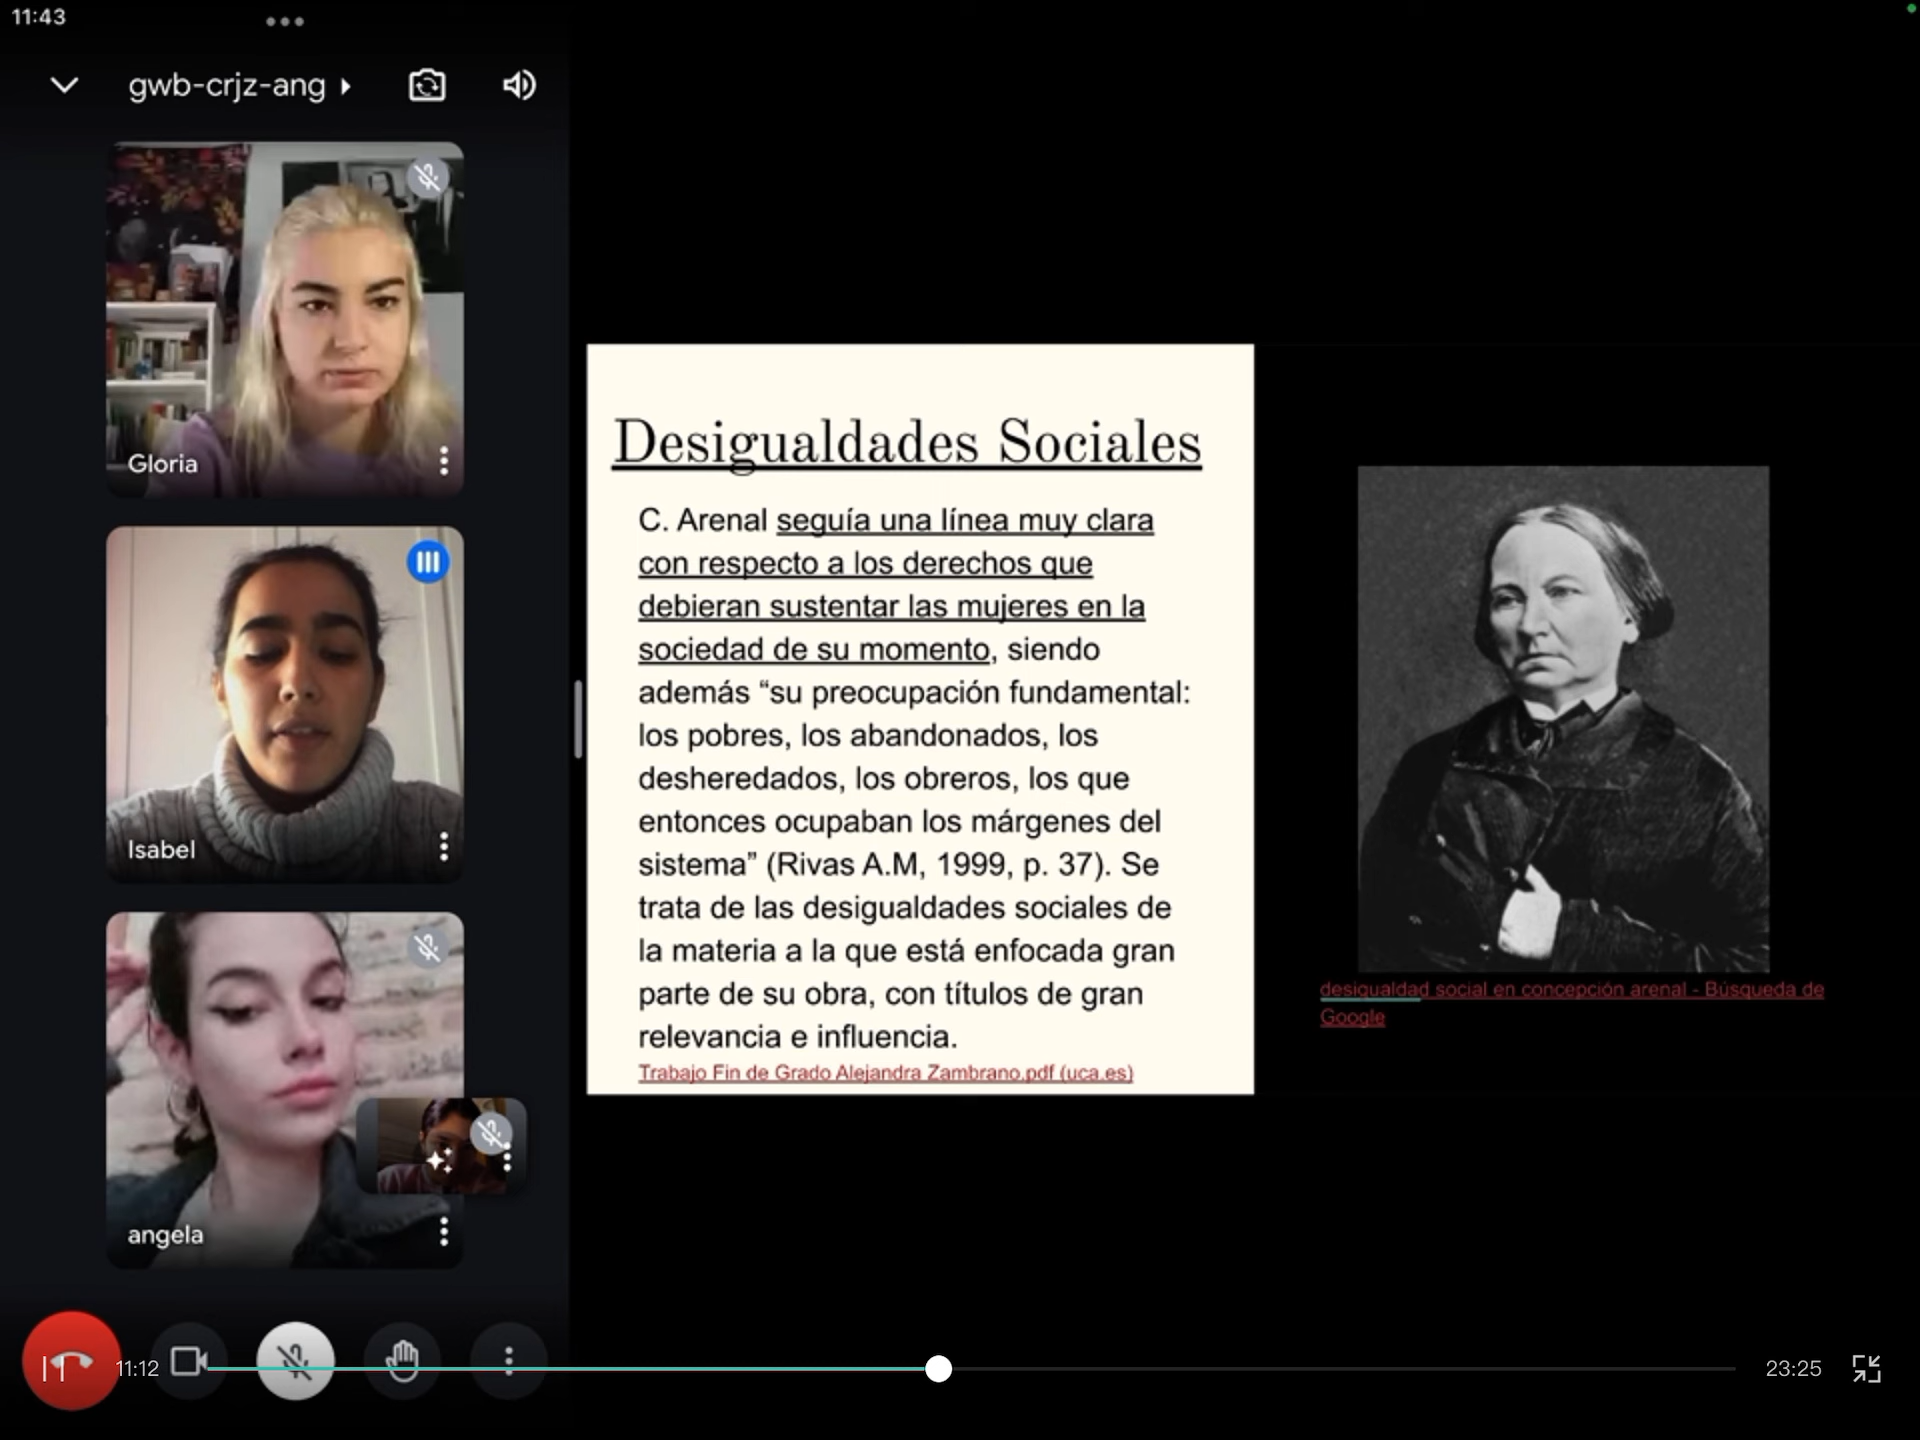 11:43
gwb-crjz-ang
Gloria
Isabel
angela
Desigualdades Sociales
C. Arenal seguía una línea muy clara
con respecto a los derechos que
debieran sustentar las mujeres en la
sociedad de su momento, siendo
además “su preocupación fundamental:
los pobres, los abandonados, los
desheredados, los obreros, los que
entonces ocupaban los márgenes del
sistema” (Rivas A.M, 1999, p. 37). Se
trata de las desigualdades sociales de
la materia a la que está enfocada gran
parte de su obra, con títulos de gran
relevancia e influencia.
Trabajo Fin de Grado Alejandra Zambrano.pdf (uca.es)
desigualdad social en concepción arenal - Búsqueda de
Google
11:12
23:25